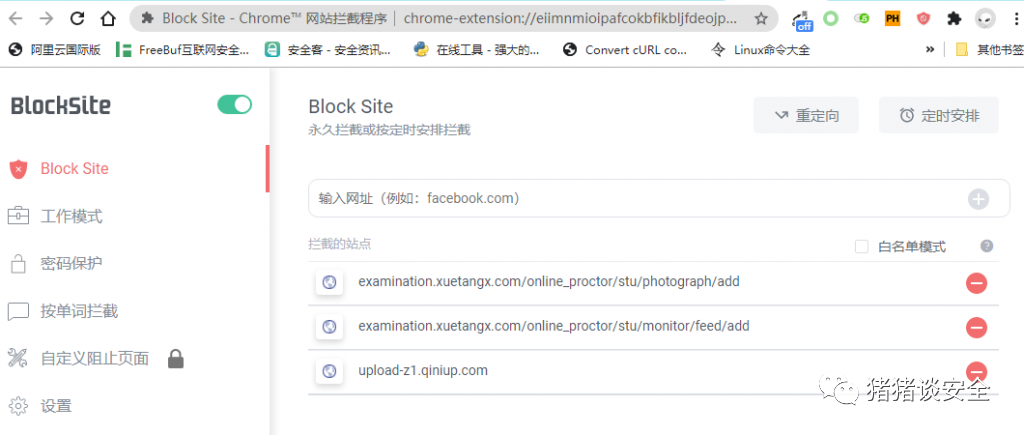 Block Site - Chrome™ 网站拦截程序 | chrome-extension://eiimnmioipafcokbfikbljfdeojp...
off
PH
阿里云国际版
FreeBuf互联网安全...
安全客 - 安全资讯...
在线工具 - 强大的...
Convert cURL co...
Linux命令大全
»
其他书签
BlockSite
Block Site
工作模式
密码保护
按单词拦截
自定义阻止页面
设置
Block Site
永久拦截或按定时安排拦截
重定向
定时安排
输入网址（例如：facebook.com）
拦截的站点
白名单模式
?
examination.xuetangx.com/online_proctor/stu/photograph/add
examination.xuetangx.com/online_proctor/stu/monitor/feed/add
upload-z1.qiniup.com
猪猪谈安全